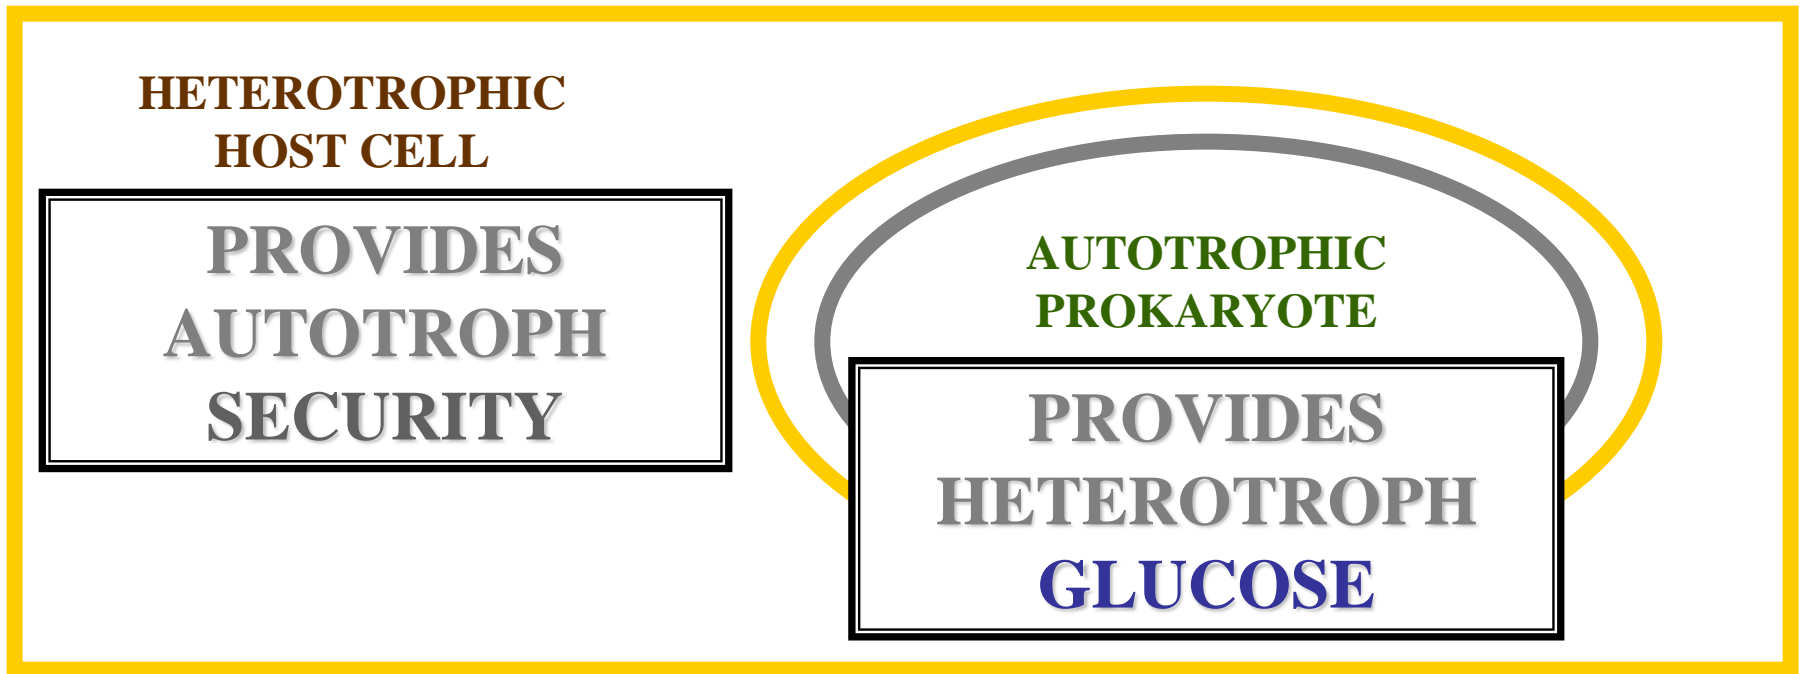 HETEROTROPHIC
HOST CELL
PROVIDES
AUTOTROPH
SECURITY
AUTOTROPHIC
PROKARYOTE
PROVIDES
HETEROTROPH
GLUCOSE